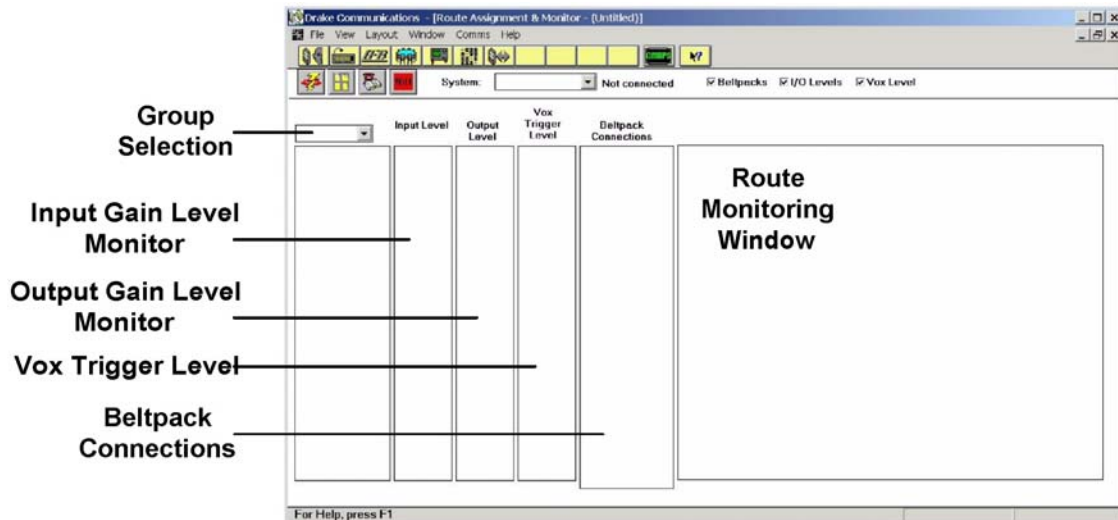 Drake Communications - [Route Assignment & Monitor - (Untitled)]
File View Layout Window Comms Help
System: Not connected Beltpacks I/O Levels Vox Level
Group
Selection
Input Level
Output
Level
Vox
Trigger
Level
Beltpack
Connections
Input Gain Level
Monitor
Output Gain Level
Monitor
Vox Trigger Level
Beltpack
Connections
Route
Monitoring
Window
For Help, press F1